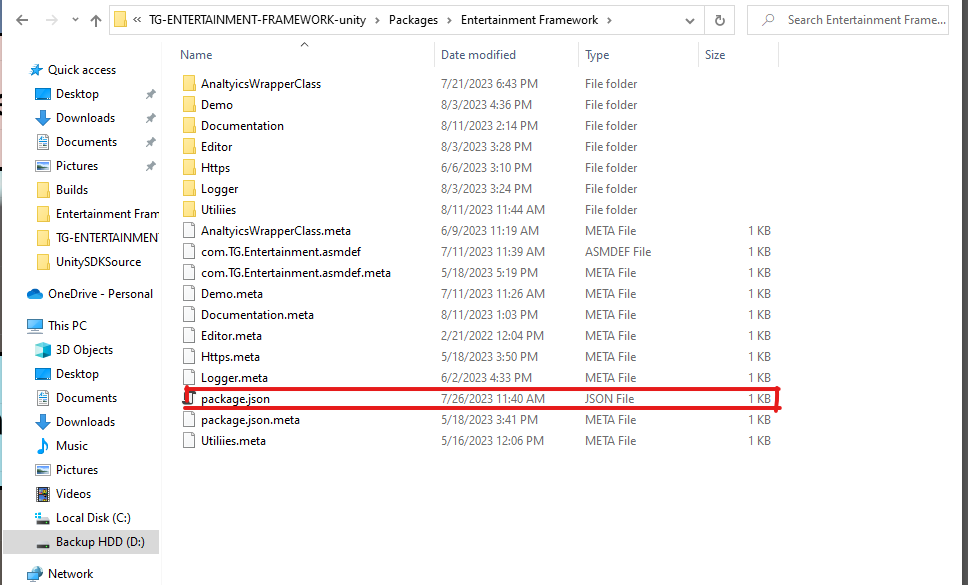 « TG-ENTERTAINMENT-FRAMEWORK-unity › Packages › Entertainment Framework ›
Search Entertainment Frame...
Quick access
Desktop
Downloads
Documents
Pictures
Builds
Entertainment Fram
TG-ENTERTAINMEN
UnitySDKSource
OneDrive - Personal
This PC
3D Objects
Desktop
Documents
Downloads
Music
Pictures
Videos
Local Disk (C:)
Backup HDD (D:)
Network
Name Date modified Type Size
AnaltyicsWrapperClass 7/21/2023 6:43 PM File folder
Demo 8/3/2023 4:36 PM File folder
Documentation 8/11/2023 2:14 PM File folder
Editor 8/3/2023 3:28 PM File folder
Https 6/6/2023 3:10 PM File folder
Logger 8/3/2023 3:24 PM File folder
Utiliies 8/11/2023 11:44 AM File folder
AnaltyicsWrapperClass.meta 6/9/2023 11:19 AM META File 1 KB
com.TG.Entertainment.asmdef 7/11/2023 11:39 AM ASMDEF File 1 KB
com.TG.Entertainment.asmdef.meta 5/18/2023 5:19 PM META File 1 KB
Demo.meta 7/11/2023 11:26 AM META File 1 KB
Documentation.meta 8/11/2023 1:03 PM META File 1 KB
Editor.meta 2/21/2022 12:04 PM META File 1 KB
Https.meta 5/18/2023 3:50 PM META File 1 KB
Logger.meta 6/2/2023 4:33 PM META File 1 KB
package.json 7/26/2023 11:40 AM JSON File 1 KB
package.json.meta 5/18/2023 3:41 PM META File 1 KB
Utiliies.meta 5/16/2023 12:06 PM META File 1 KB